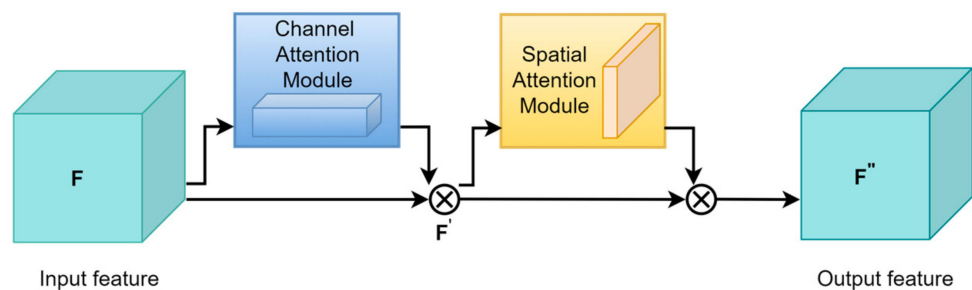 Channel
Attention
Module
Spatial
Attention
Module
F
F'
F"
Input feature
Output feature